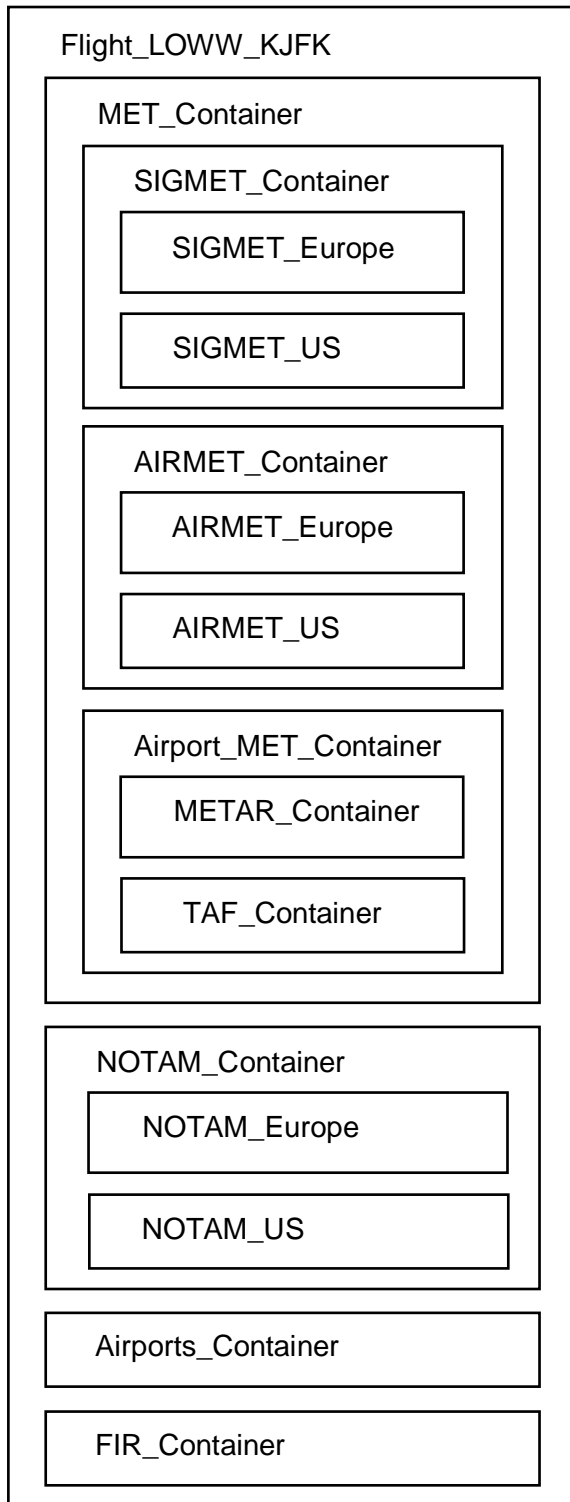 Flight_LOWW_KJFK
MET_Container
SIGMET_Container
SIGMET_Europe
SIGMET_US
AIRMET_Container
AIRMET_Europe
AIRMET_US
Airport_MET_Container
METAR_Container
TAF_Container
NOTAM_Container
NOTAM_Europe
NOTAM_US
Airports_Container
FIR_Container